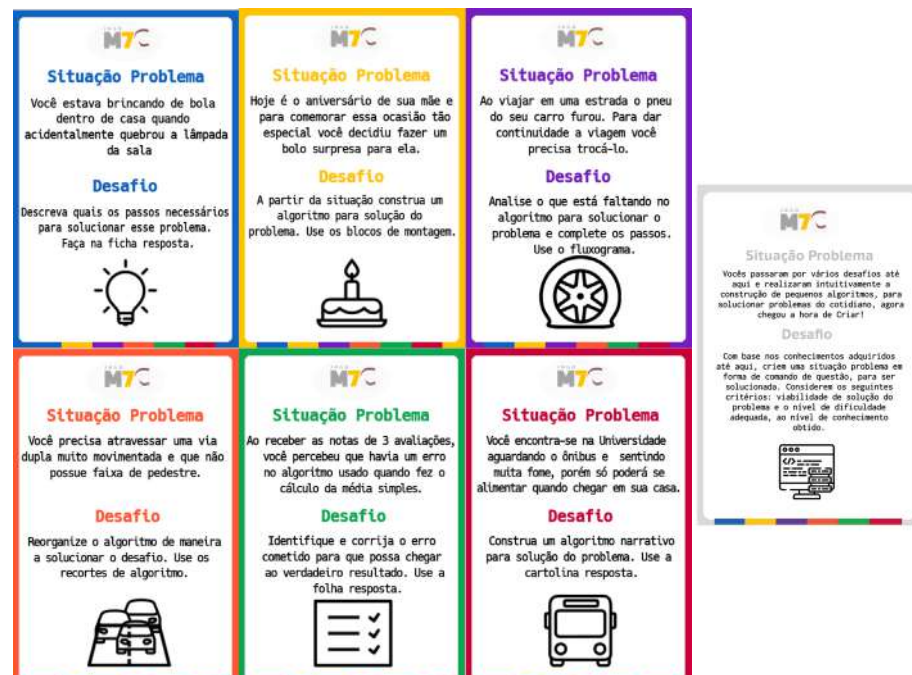 M7C
Situação Problema
Você estava brincando de bola
dentro de casa quando
acidentalmente quebrou a lâmpada
da sala
Desafio
Descreva quais os passos necessários
para solucionar esse problema.
Faça na ficha resposta.
M7C
Situação Problema
Hoje é o aniversário de sua mãe e
para comemorar essa ocasião tão
especial você decidiu fazer um
bolo surpresa para ela.
Desafio
A partir da situação construa um
algoritmo para solução do
problema. Use os blocos de montagem.
M7C
Situação Problema
Ao viajar em uma estrada o pneu
do seu carro furou. Para dar
continuidade a viagem você
precisa trocá-lo.
Desafio
Analise o que está faltando no
algoritmo para solucionar o
problema e complete os passos.
Use o fluxograma.
M7C
Situação Problema
Você precisa atravessar uma via
dupla muito movimentada e que não
possue faixa de pedestre.
Desafio
Reorganize o algoritmo de maneira
a solucionar o desafio. Use os
recortes de algoritmo.
M7C
Situação Problema
Ao receber as notas de 3 avaliações,
você percebeu que havia um erro
no algoritmo usado quando fez o
cálculo da média simples.
Desafio
Identifique e corrija o erro
cometido para que possa chegar
ao verdadeiro resultado. Use a
folha resposta.
M7C
Situação Problema
Você encontra-se na Universidade
aguardando o ônibus e sentindo
muita fome, porém só poderá se
alimentar quando chegar em sua casa.
Desafio
Construa um algoritmo narrativo
para solução do problema. Use a
cartolina resposta.
M7C
Situação Problema
Vocês passaram por vários desafios até
aqui e realizaram intuitivamente a
construção de pequenos algoritmos, para
solucionar problemas do cotidiano, agora
chegou a hora de Criar!
Desafio
Com base nos conhecimentos adquiridos
até aqui, criem uma situação problema em
forma de comando de questão, para ser
solucionada. Considerem os seguintes
critérios: viabilidade de solução do
problema e o nível de dificuldade
adequada, ao nível de conhecimento
obtido.